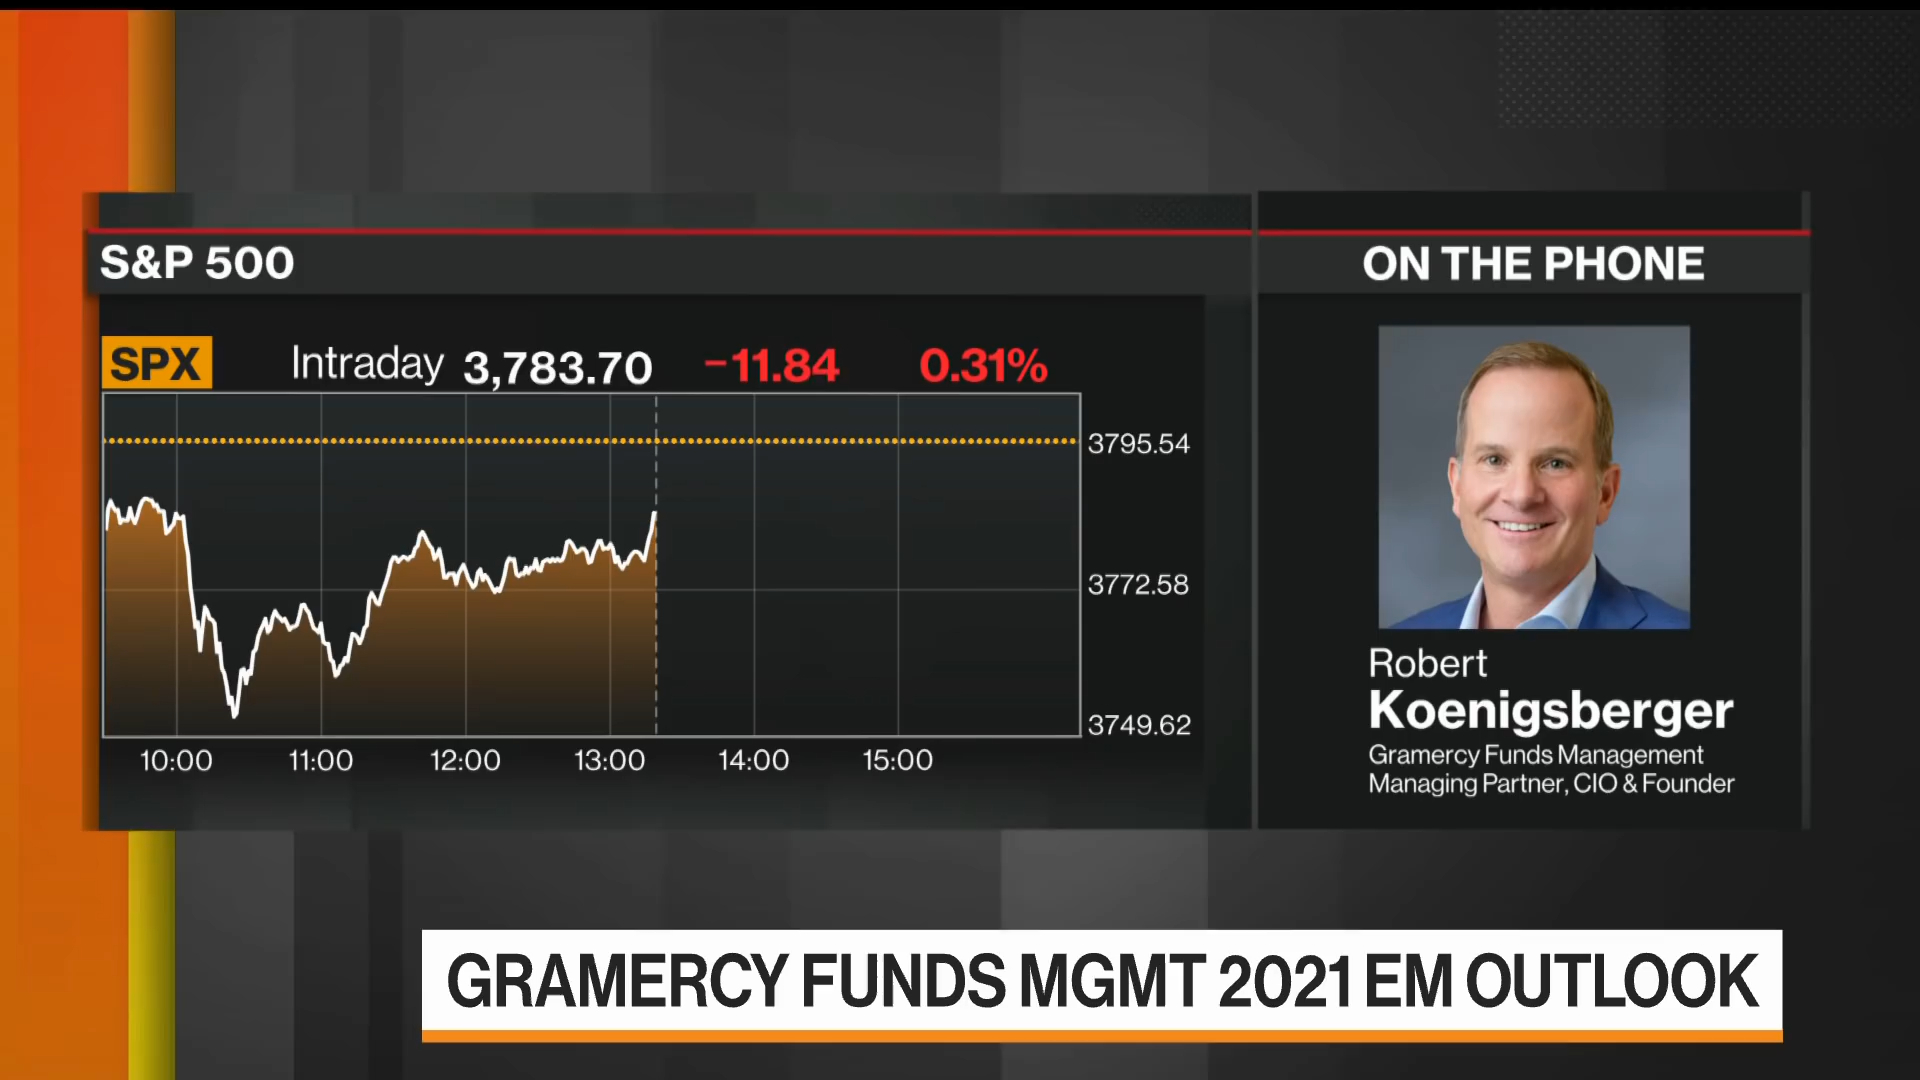 S&P 500
SPX Intraday 3,783.70 −11.84 0.31%
3795.54
3772.58
3749.62
10:00 11:00 12:00 13:00 14:00 15:00
ON THE PHONE
Robert
Koenigsberger
Gramercy Funds Management
Managing Partner, CIO & Founder
GRAMERCY FUNDS MGMT 2021 EM OUTLOOK